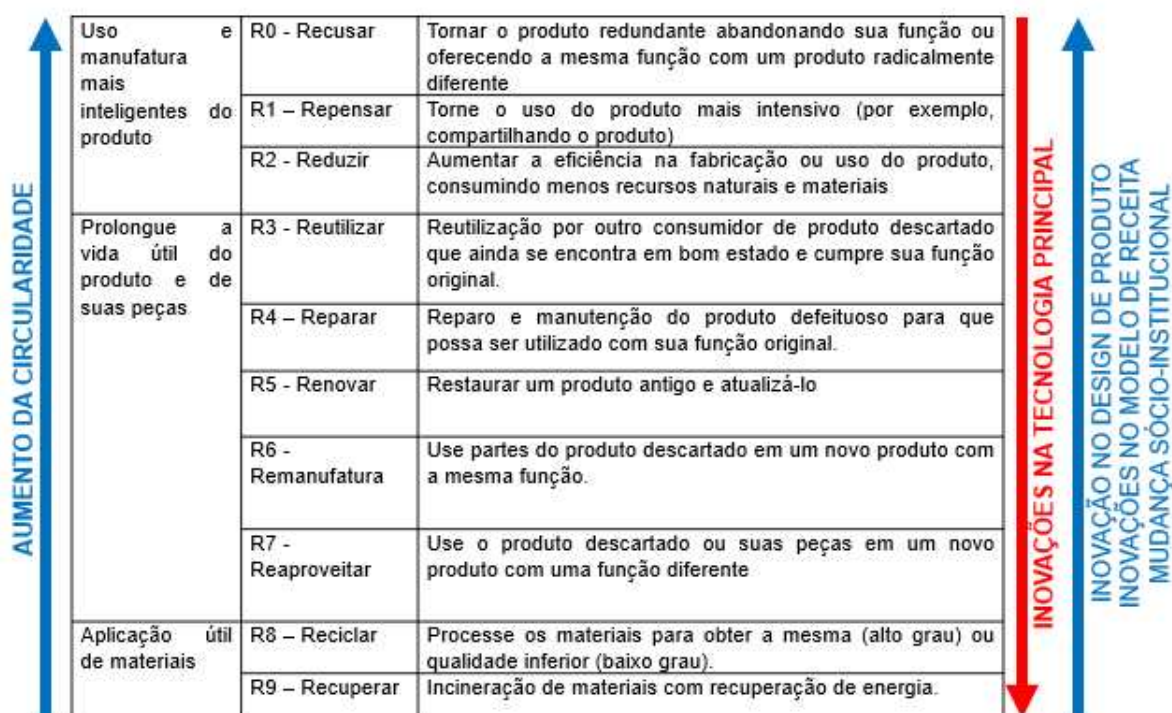 AUMENTO DA CIRCULARIDADE
Uso e
manufatura
mais
inteligentes do
produto
R0 - Recusar
Tornar o produto redundante abandonando sua função ou
oferecendo a mesma função com um produto radicalmente
diferente
R1 – Repensar
Torne o uso do produto mais intensivo (por exemplo,
compartilhando o produto)
R2 - Reduzir
Aumentar a eficiência na fabricação ou uso do produto,
consumindo menos recursos naturais e materiais
Prolongue a
vida útil do
produto e de
suas peças
R3 - Reutilizar
Reutilização por outro consumidor de produto descartado
que ainda se encontra em bom estado e cumpre sua função
original.
R4 – Reparar
Reparo e manutenção do produto defeituoso para que
possa ser utilizado com sua função original.
R5 - Renovar
Restaurar um produto antigo e atualizá-lo
R6 -
Remanufatura
Use partes do produto descartado em um novo produto com
a mesma função.
R7 -
Reaproveitar
Use o produto descartado ou suas peças em um novo
produto com uma função diferente
Aplicação útil
de materiais
R8 – Reciclar
Processe os materiais para obter a mesma (alto grau) ou
qualidade inferior (baixo grau).
R9 – Recuperar
Incineração de materiais com recuperação de energia.
INOVAÇÕES NA TECNOLOGIA PRINCIPAL
INOVAÇÃO NO DESIGN DE PRODUTO
INOVAÇÕES NO MODELO DE RECEITA
MUDANÇA SÓCIO-INSTITUCIONAL